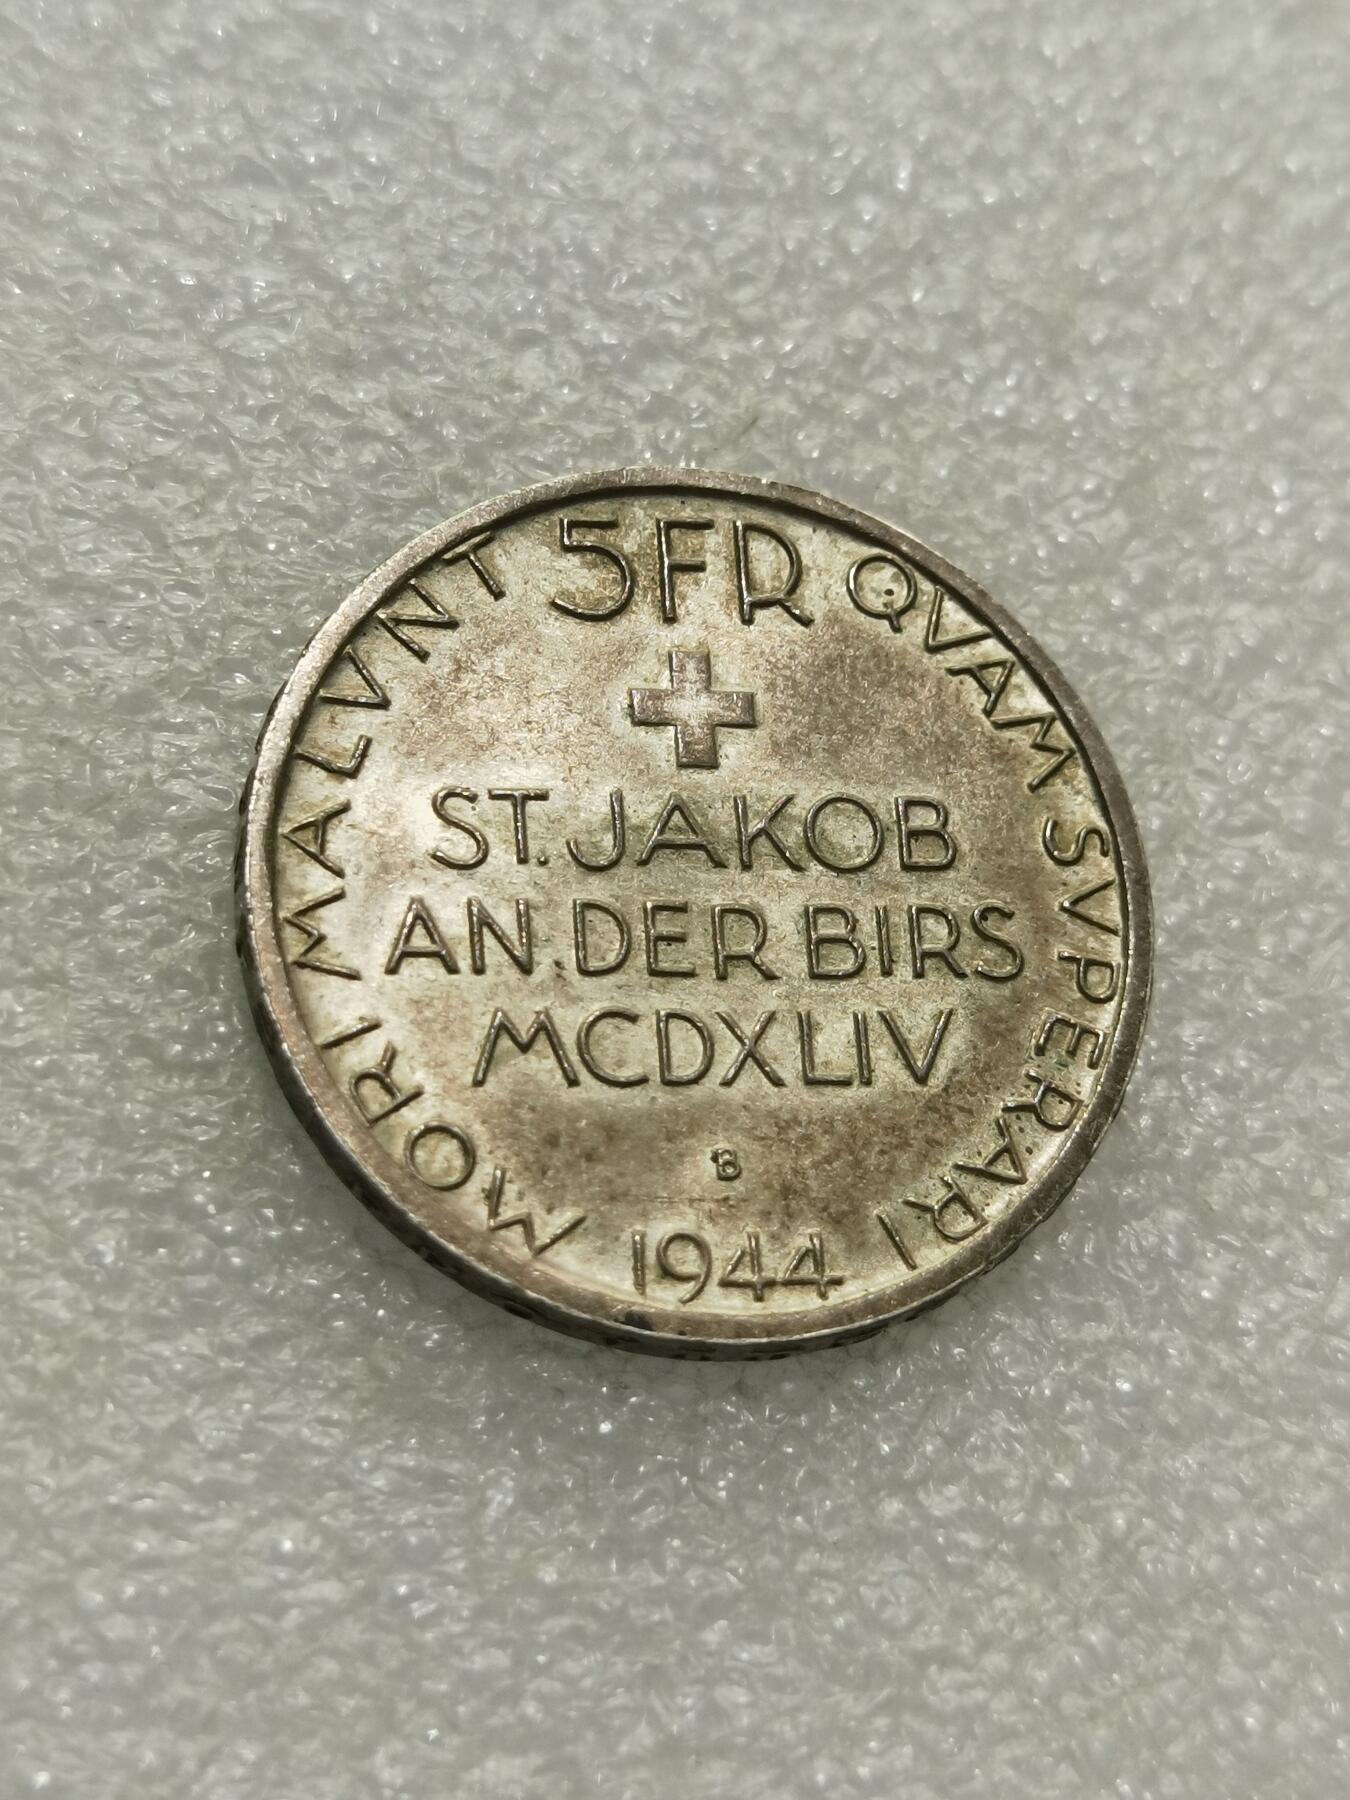 MORI MALVNT 5FR QVAM SVPERARI
ST. JAKOB
AN DER BIRS
MCDXLIV
B
1944